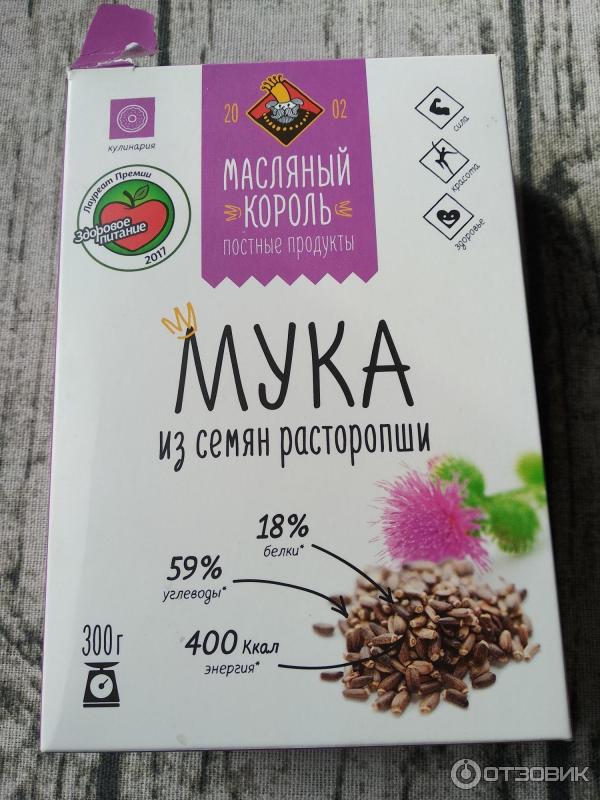 20 02
МАСЛЯНЫЙ
КОРОЛЬ
постные продукты
кулинария
Лауреат Премии
Здоровое
питание
2017
сила
красота
здоровье
МУКА
из семян расторопши
18%
белки*
59%
углеводы*
400 Ккал
энергия*
300 г
ОТЗОВИК